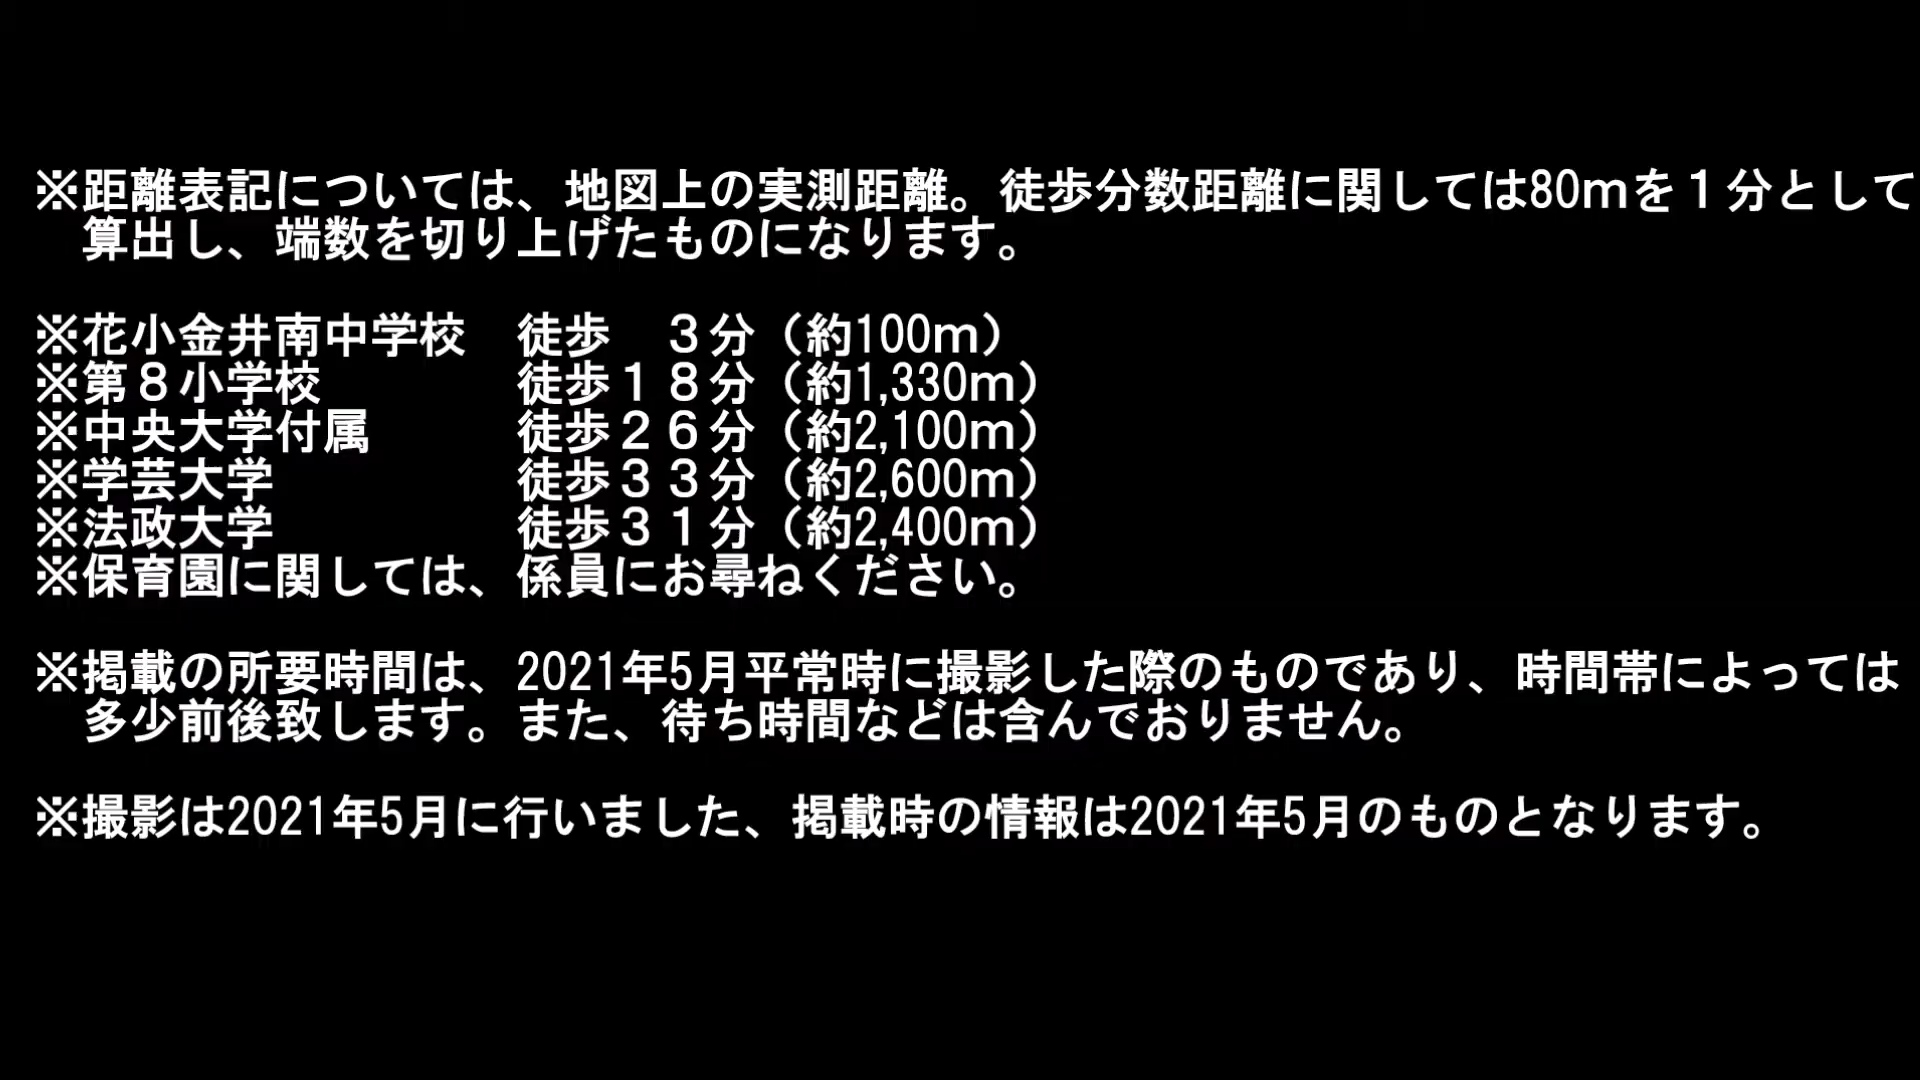 ※距離表記については、地図上の実測距離。徒歩分数距離に関しては80ｍを１分として
算出し、端数を切り上げたものになります。
※花小金井南中学校　徒歩　３分（約100ｍ）
※第８小学校　　　　徒歩１８分（約1,330ｍ）
※中央大学付属　　　徒歩２６分（約2,100ｍ）
※学芸大学　　　　　徒歩３３分（約2,600ｍ）
※法政大学　　　　　徒歩３１分（約2,400ｍ）
※保育園に関しては、係員にお尋ねください。
※掲載の所要時間は、2021年5月平常時に撮影した際のものであり、時間帯によっては
多少前後致します。また、待ち時間などは含んでおりません。
※撮影は2021年5月に行いました、掲載時の情報は2021年5月のものとなります。